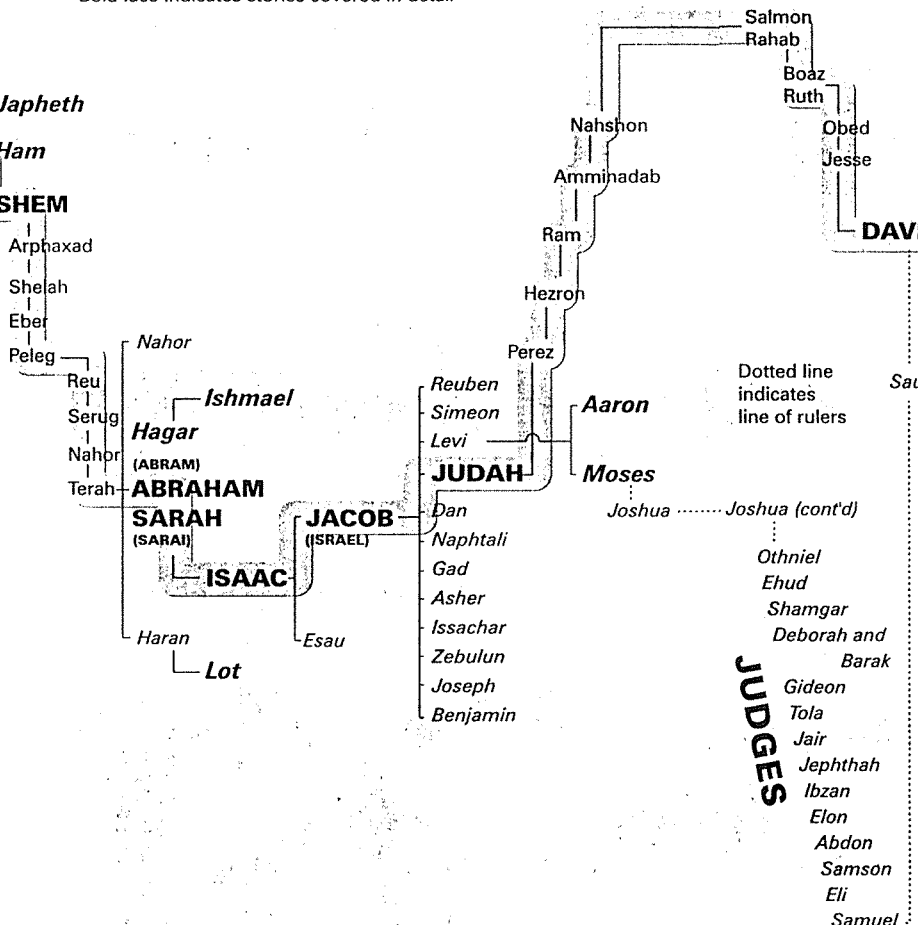 Salmon
Rahab
Boaz
Ruth
Obed
Jesse
Japheth
Ham
SHEM
Arphaxad
Shelah
Eber
Peleg
Reu
Serug
Nahor
Terah
Nahor
Ishmael
Hagar
(ABRAM)
ABRAHAM
SARAH
(SARAI)
ISAAC
Haran
Lot
JACOB
(ISRAEL)
Esau
Reuben
Simeon
Levi
JUDAH
Dan
Naphtali
Gad
Asher
Issachar
Zebulun
Joseph
Benjamin
Nahshon
Amminadab
Ram
Hezron
Perez
Aaron
Moses
Joshua
Joshua (cont'd)
Dotted line
indicates
line of rulers
DAV
Sau
JUDGES
Othniel
Ehud
Shamgar
Deborah and
Barak
Gideon
Tola
Jair
Jephthah
Ibzan
Elon
Abdon
Samson
Eli
Samuel